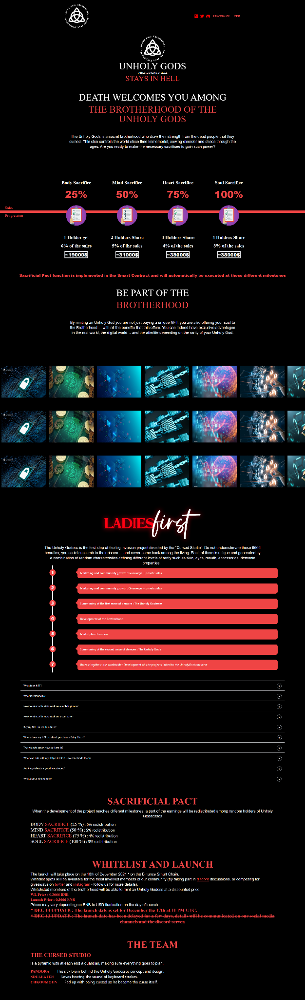 PROVENANCE MINT
UNHOLY GODS
WHAT HAPPENS IN HELL
STAYS IN HELL
DEATH WELCOMES YOU AMONG
THE BROTHERHOOD OF THE
UNHOLY GODS
The Unholy Gods is a secret brotherhood who draw their strength from the dead people that they
cursed. This clan controls the world since time immemorial, sowing disorder and chaos through the
ages. Are you ready to make the necessary sacrifices to gain such power?
Body Sacrifice Mind Sacrifice Heart Sacrifice Soul Sacrifice
25% 50% 75% 100%
Sales
Progression
1 Holder get 2 Holders Share 3 Holders Share 4 Holders Share
6% of the sales 5% of the sales 4% of the sales 3% of the sales
~19000$ ~31000$ ~38000$ ~38000$
Sacrificial Pact function is implemented in the Smart Contract and will automatically be executed at these different milestones
BE PART OF THE
BROTHERHOOD
By minting an Unholy God you are not just buying a unique NFT, you are also offering your soul to
the Brotherhood ... with all the benefits that this offers. You can indeed have exclusive advantages
in the real world, the digital world... and the afterlife depending on the rarity of your Unholy God.
LADIES first
The Unholy Godess is the first step of the big invasion project directed by the "Cursed Studio". Do not underestimate these 6666
beauties, you could succumb to their charm ... and never come back among the living. Each of them is unique and generated by
a combination of random characteristics defining different levels of rarity such as skin, eyes, mouth, accessories, demonic
properties...
1 Marketing and communnity growth : Giveaways + private sales
2 Marketing and communnity growth : Giveaways + private sales
3 Summoning of the first wave of demons : The Unholy Godesses
4 Development of the Brotherhood
5 Marketplace Invasion
6 Summoning of the second wave of demons : The Unholy Gods
7 Unleashing the curse worldwide : Development of side projects linked to the UnholyGods universe
What is an NFT?
What is Metamask?
How to mint with Metamask on a mobile phone?
How to mint with Metamask on a computer?
Buying NFT for the first time?
Where does my NFT go after I purchase a Baby Ghost?
That sounds great, how do I get in?
What can I do with my Baby Ghosts / How can I trade them?
Are Baby Ghosts a good investment?
What about Tokenomics?
SACRIFICIAL PACT
When the development of the project reaches different milestones, a part of the earnings will be redistributed among random holders of Unholy
Goddesses
BODY SACRIFICE (25 %) : 6% redistribution
MIND SACRIFICE (50 %) : 5% redistribution
HEART SACRIFICE (75 %) : 4% redistribution
SOUL SACRIFICE (100 %) : 3% redistribution
WHITELIST AND LAUNCH
The launch will take place on the 13th of December 2021 * on the Binance Smart Chain.
Whitelist spots will be available for the most involved members of our community (by taking part in discord discussions, or competing for
giveaways on twitter and instagram - follow us for more details).
Whitelisted members of the brotherhood will be able to mint an Unholy Godess at a discounted price.
WL Price : 0,2666 BNB
Launch Price : 0,3666 BNB
Prices may vary depending on BNB to USD fluctuation on the day of launch.
* DEC 14 UPDATE : The launch date is set for December the 17th at 11 PM UTC.
* DEC 13 UPDATE : The launch date has been delayed for a few days, details will be communicated on our social media
channels and the discord server.
THE TEAM
THE CURSED STUDIO
Is a pyramid with at each end a guardian, making sure everything goes to plan.
PANDORA The sick brain behind the Unholy Godesses concept and design.
SOULEATER Loves hearing the sound of keyboard strokes.
CHKOUMOUN Fed up with being cursed so he became the curse itself.